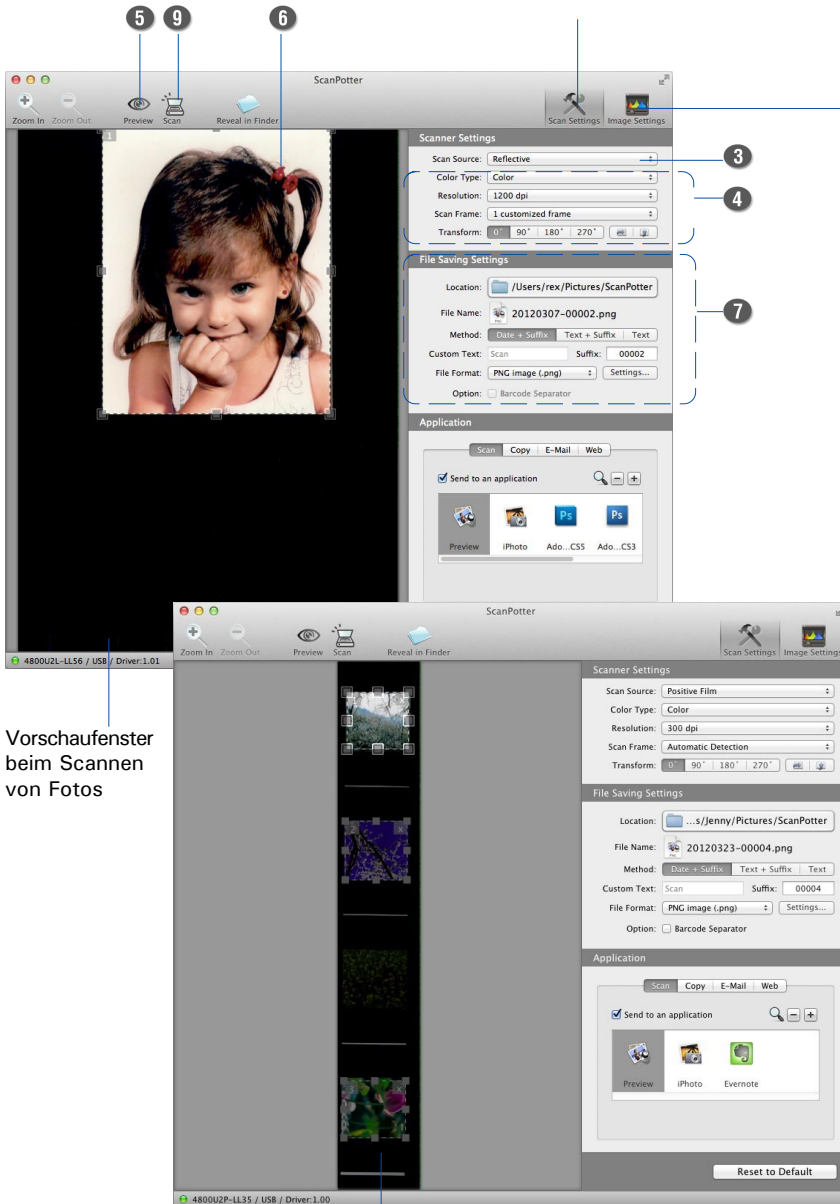 5 9 6
ScanPotter
Zoom In Zoom Out Preview Scan Reveal in Finder Scan Settings Image Settings
1
Scanner Settings
Scan Source: Reflective
3
Color Type: Color
Resolution: 1200 dpi
4
Scan Frame: 1 customized frame
Transform: 0° 90° 180° 270°
File Saving Settings
Location: /Users/rex/Pictures/ScanPotter
File Name: 20120307-00002.png
7
Method: Date + Suffix Text + Suffix Text
Custom Text: Scan Suffix: 00002
File Format: PNG image (.png) Settings...
Option: Barcode Separator
Application
Scan Copy E-Mail Web
Send to an application
Ps Ps
Preview iPhoto Ado...CS5 Ado...CS3
4800U2L-LL56 / USB / Driver:1.01
Vorschaufenster
beim Scannen
von Fotos
ScanPotter
Zoom In Zoom Out Preview Scan Reveal in Finder Scan Settings Image Settings
Scanner Settings
Scan Source: Positive Film
Color Type: Color
Resolution: 300 dpi
Scan Frame: Automatic Detection
Transform: 0° 90° 180° 270°
File Saving Settings
Location: ...s/Jenny/Pictures/ScanPotter
2 x
File Name: 20120323-00004.png
Method: Date + Suffix Text + Suffix Text
Custom Text: Scan Suffix: 00004
File Format: PNG image (.png) Settings...
Option: Barcode Separator
Application
Scan Copy E-Mail Web
Send to an application
Preview iPhoto Evernote
3 x
Reset to Default
4800U2P-LL35 / USB / Driver:1.00